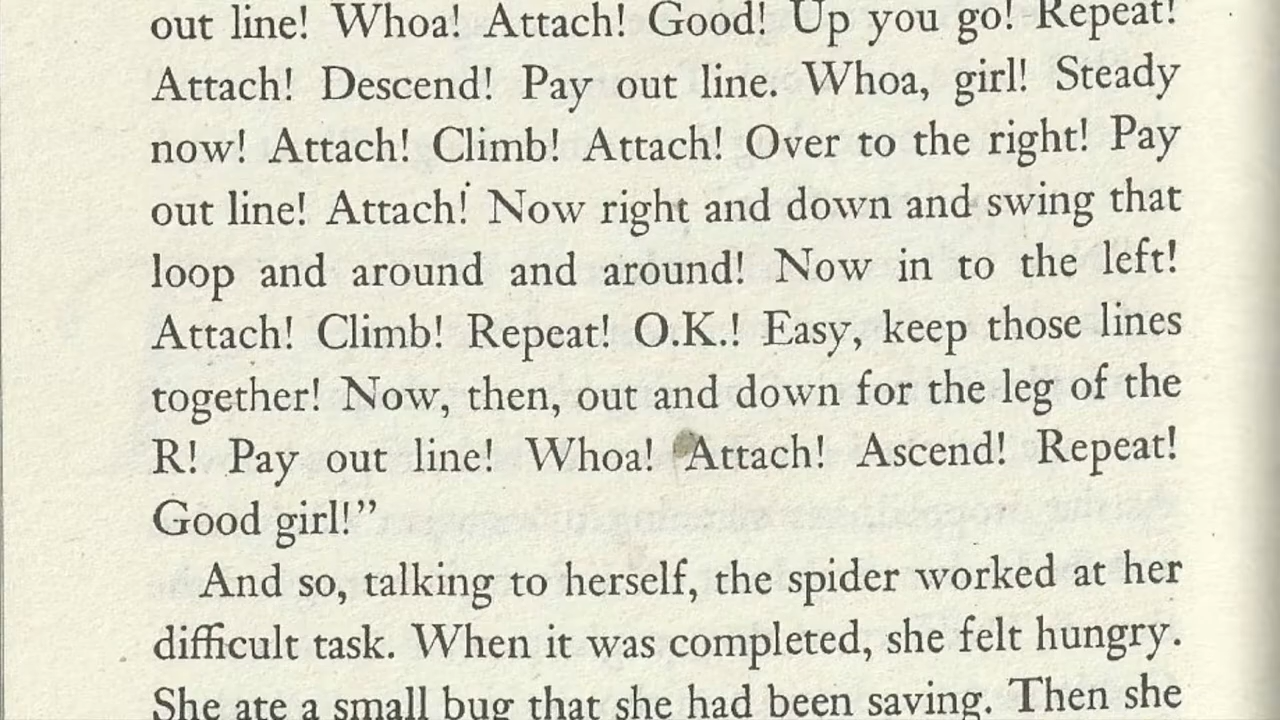 out line! Whoa! Attach! Good! Up you go! Repeat!
Attach! Descend! Pay out line. Whoa, girl! Steady
now! Attach! Climb! Attach! Over to the right! Pay
out line! Attach! Now right and down and swing that
loop and around and around! Now in to the left!
Attach! Climb! Repeat! O.K.! Easy, keep those lines
together! Now, then, out and down for the leg of the
R! Pay out line! Whoa! Attach! Ascend! Repeat!
Good girl!”
And so, talking to herself, the spider worked at her
difficult task. When it was completed, she felt hungry.
She ate a small bug that she had been saving. Then she